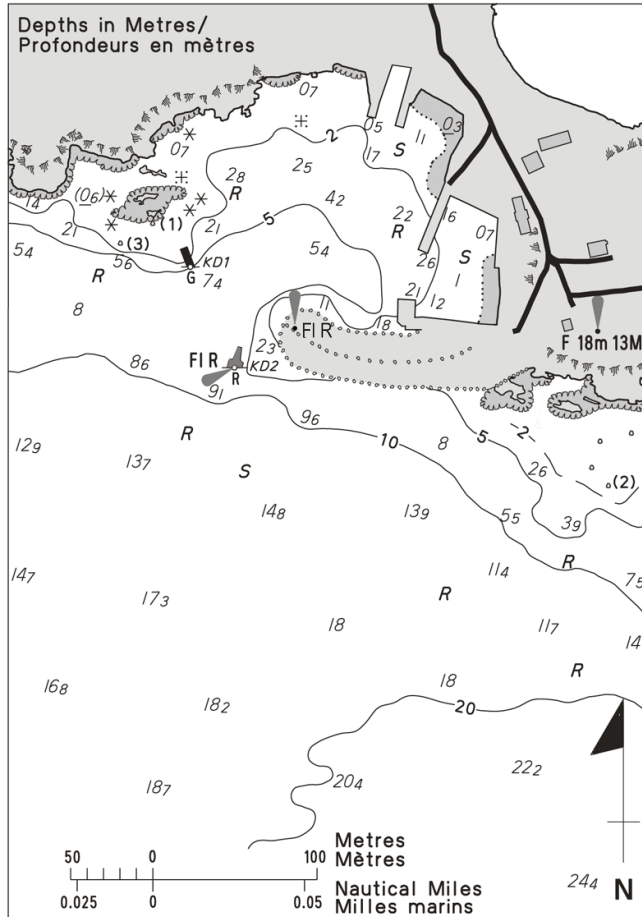 Depths in Metres/
Profondeurs en mètres
0₇
0₅ 0₃
1₁
2
0₇ 1₇ S
2₈ 2₅
(0₆) R 4₂
1₄ 2₂ 1₆
(1) 2₁ 5 R 0₇
2₁
(3) 5₄ 2₆ S
5₄ 5₆ KD1
R G 7₄ 2₁ 1
1₁ 1₂
8 1₈
Fl R
2₃ F 18m 13M
8₆ Fl R
R KD2
9₁
9₆
R 10 8 5 2
12₉
13₇ S 2₆ (2)
14₈ 13₉ 5₅ 3₉
R
14₇ 11₄ 7₅
17₃ R
18 11₇ 14
R
16₈ 18
18₂ 20
22₂
18₇ 20₄
Metres
50 0 100 Mètres
24₄ N
0.025 0 0.05 Nautical Miles
Milles marins